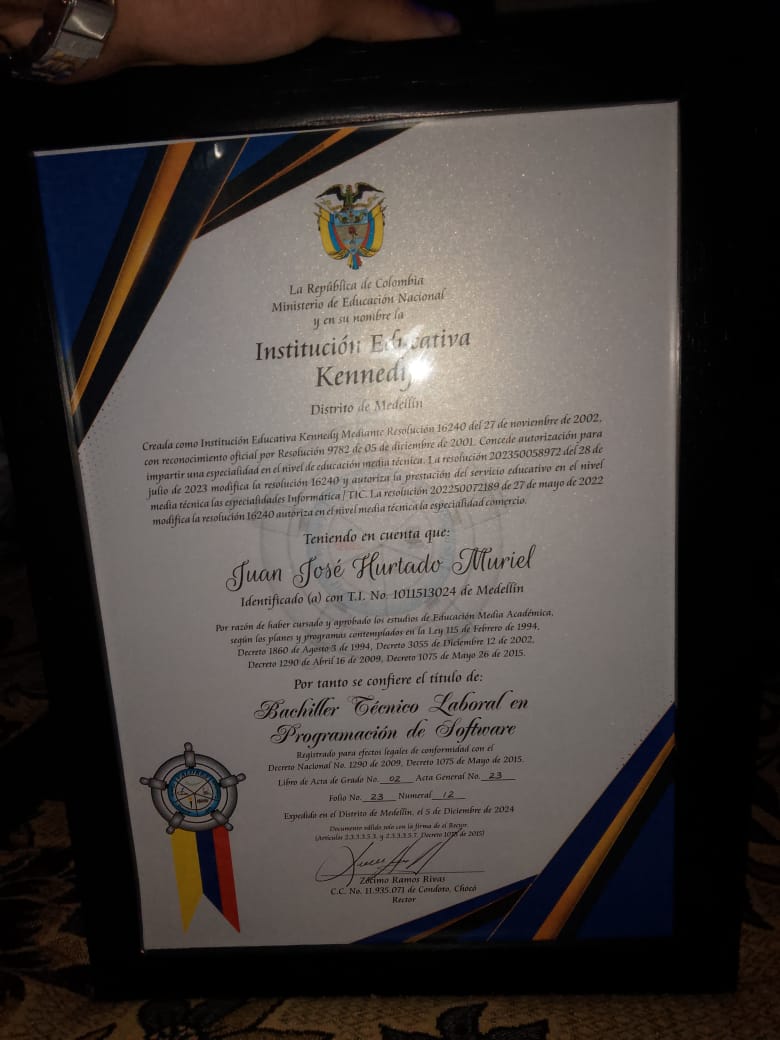 La República de Colombia
Ministerio de Educación Nacional
y en su nombre la
Institución Educativa
Kennedy
Distrito de Medellín
Creada como Institución Educativa Kennedy Mediante Resolución 16240 del 27 de noviembre de 2002,
con reconocimiento oficial por Resolución 9782 de 05 de diciembre de 2001. Concede autorización para
impartir una especialidad en el nivel de educación media técnica. La resolución 202350058972 del 28 de
julio de 2023 modifica la resolución 16240 y autoriza la prestación del servicio educativo en el nivel
media técnica las especialidades Informática / TIC. La resolución 202250072189 de 27 de mayo de 2022
modifica la resolución 16240 autoriza en el nivel media técnica la especialidad comercio.
Teniendo en cuenta que:
Juan José Hurtado Muriel
Identificado (a) con T.I. No. 1011513024 de Medellín
Por razón de haber cursado y aprobado los estudios de Educación Media Académica,
según los planes y programas contemplados en la Ley 115 de Febrero de 1994,
Decreto 1860 de Agosto 3 de 1994, Decreto 3055 de Diciembre 12 de 2002,
Decreto 1290 de Abril 16 de 2009, Decreto 1075 de Mayo 26 de 2015.
Por tanto se confiere el título de:
Bachiller Técnico Laboral en
Programación de Software
Registrado para efectos legales de conformidad con el
Decreto Nacional No. 1290 de 2009, Decreto 1075 de Mayo 2015.
Libro de Acta de Grado No. 02 Acta General No. 23
Folio No. 23 Numeral 12
Expedido en el Distrito de Medellín, el 5 de Diciembre de 2024
Documento válido solo con la firma de el Rector
(Artículos 2.3.3.3.5.3. y 2.3.3.3.5.7. Decreto 1075 de 2015)
Zócimo Ramos Rivas
C.C. No. 11.935.071 de Condoto, Chocó
Rector